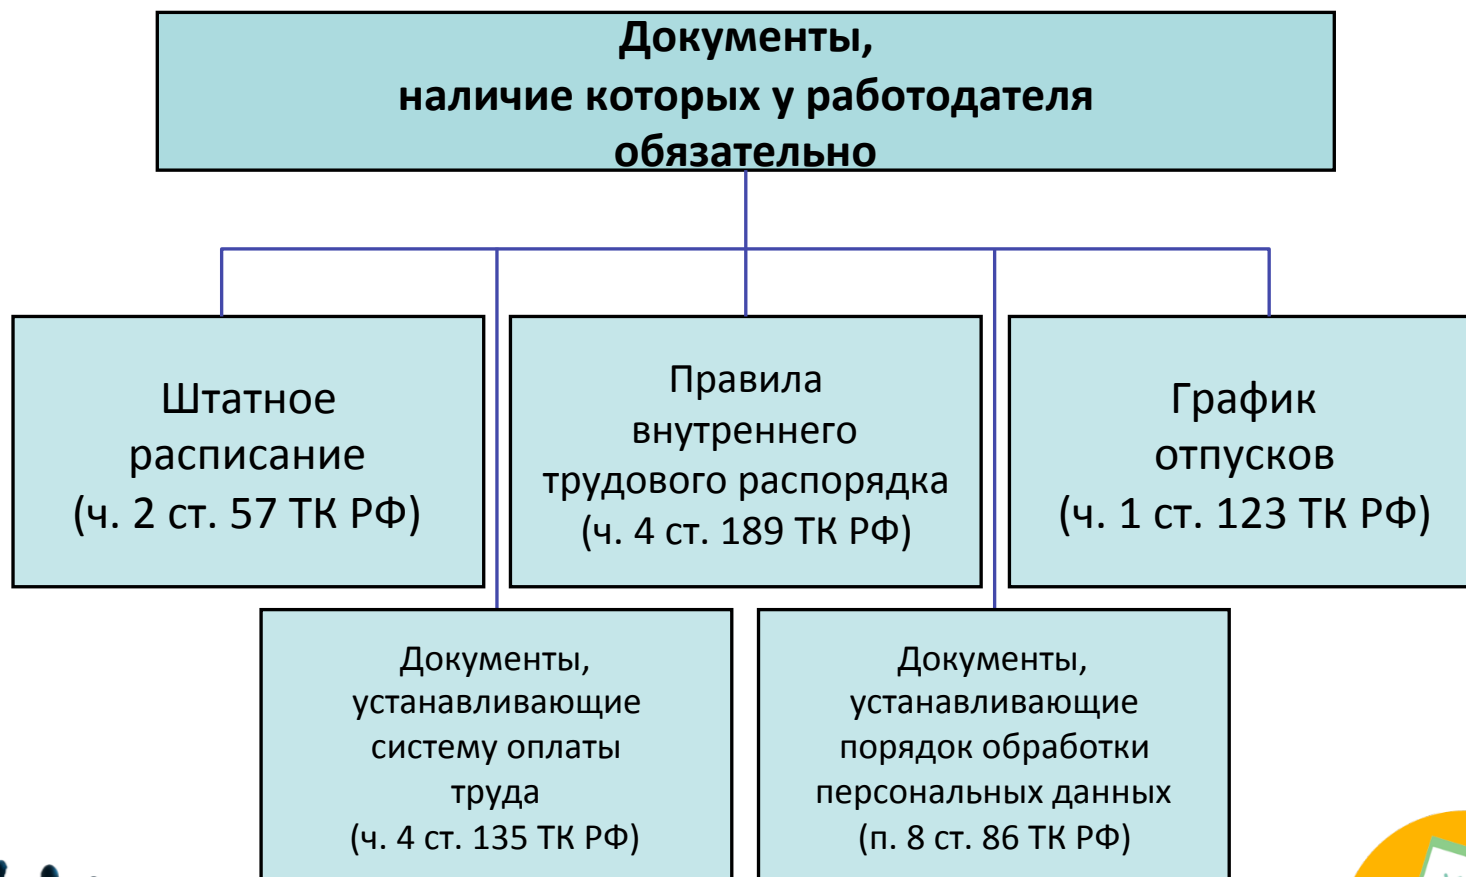 Документы,
наличие которых у работодателя
обязательно
Штатное
расписание
(ч. 2 ст. 57 ТК РФ)
Правила
внутреннего
трудового распорядка
(ч. 4 ст. 189 ТК РФ)
График
отпусков
(ч. 1 ст. 123 ТК РФ)
Документы,
устанавливающие
систему оплаты
труда
(ч. 4 ст. 135 ТК РФ)
Документы,
устанавливающие
порядок обработки
персональных данных
(п. 8 ст. 86 ТК РФ)